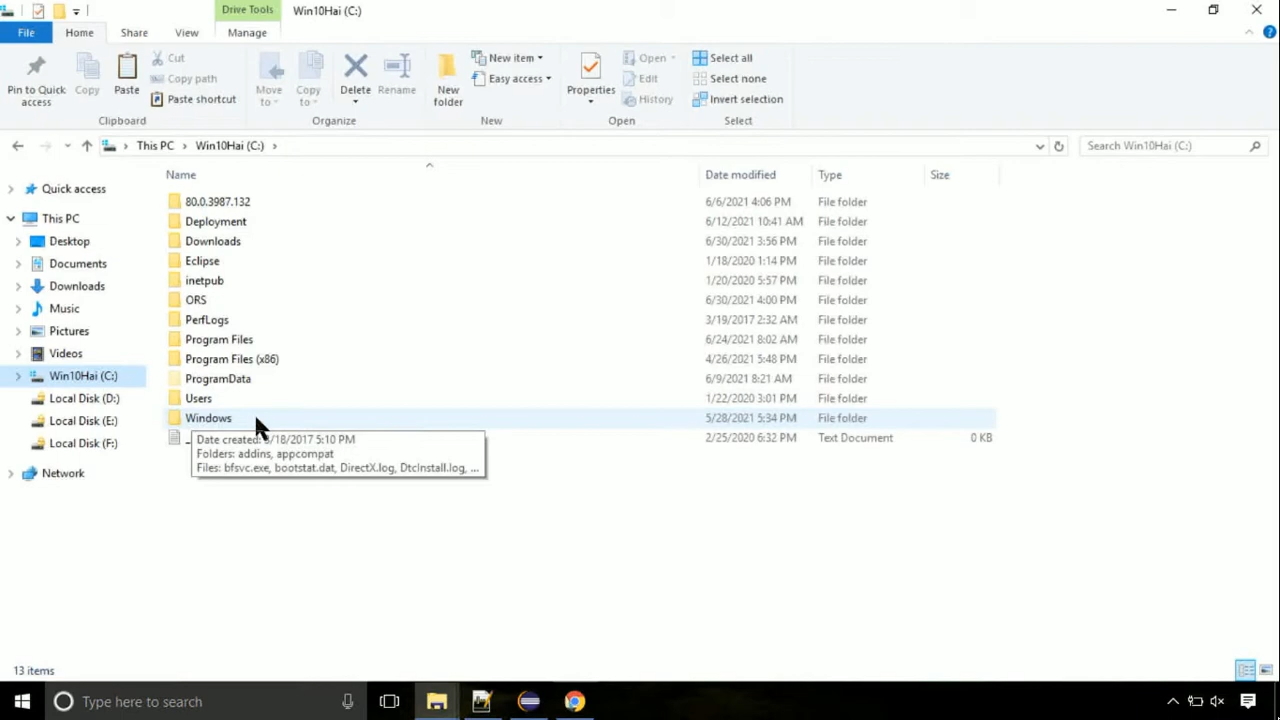 Drive Tools
Win10Hai (C:)
File
Home
Share
View
Manage
Pin to Quick access
Copy
Paste
Cut
Copy path
Paste shortcut
Clipboard
Move to
Copy to
Delete
Rename
Organize
New folder
New item
Easy access
New
Properties
Open
Edit
History
Open
Select all
Select none
Invert selection
Select
This PC > Win10Hai (C:) >
Search Win10Hai (C:)
Name Date modified Type Size
Quick access
This PC
Desktop
Documents
Downloads
Music
Pictures
Videos
Win10Hai (C:)
Local Disk (D:)
Local Disk (E:)
Local Disk (F:)
Network
80.0.3987.132 6/6/2021 4:06 PM File folder
Deployment 6/12/2021 10:41 AM File folder
Downloads 6/30/2021 3:56 PM File folder
Eclipse 1/18/2020 1:14 PM File folder
inetpub 1/20/2020 5:57 PM File folder
ORS 6/30/2021 4:00 PM File folder
PerfLogs 3/19/2017 2:32 AM File folder
Program Files 6/24/2021 8:02 AM File folder
Program Files (x86) 4/26/2021 5:48 PM File folder
ProgramData 6/9/2021 8:21 AM File folder
Users 1/22/2020 3:01 PM File folder
Windows 5/28/2021 5:34 PM File folder
2/25/2020 6:32 PM Text Document 0 KB
Date created: /18/2017 5:10 PM
Folders: addins, appcompat
Files: bfsvc.exe, bootstat.dat, DirectX.log, DtcInstall.log, ...
13 items
Type here to search